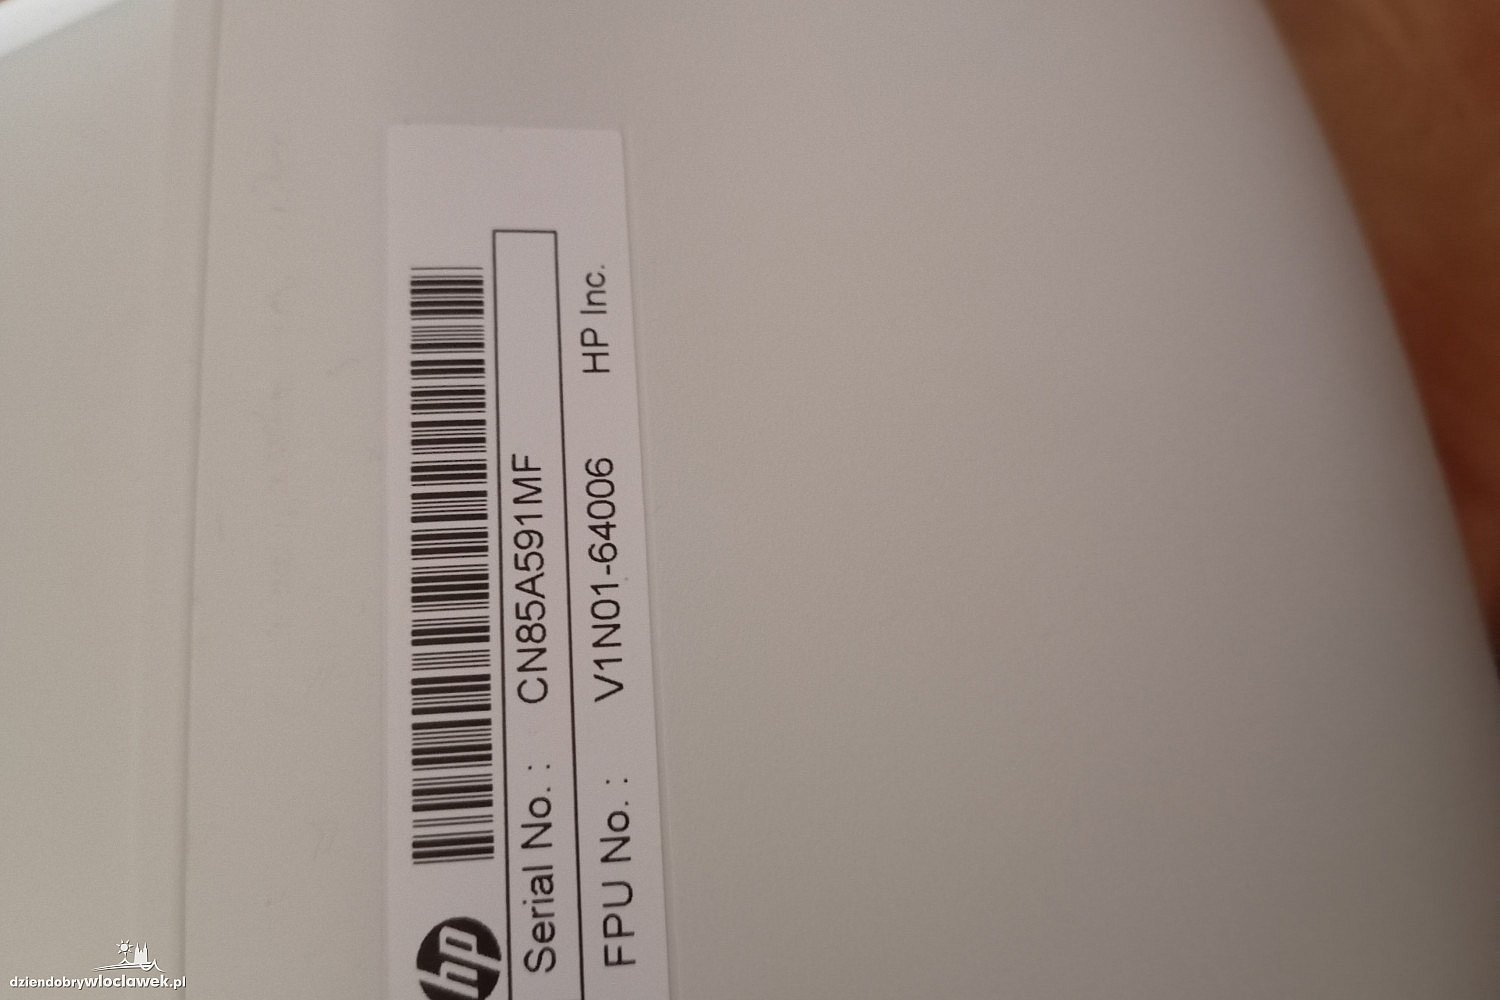 hp
Serial No. : CN85A591MF
FPU No. : V1N01-64006 HP Inc.
dziendobrywloclawek.pl